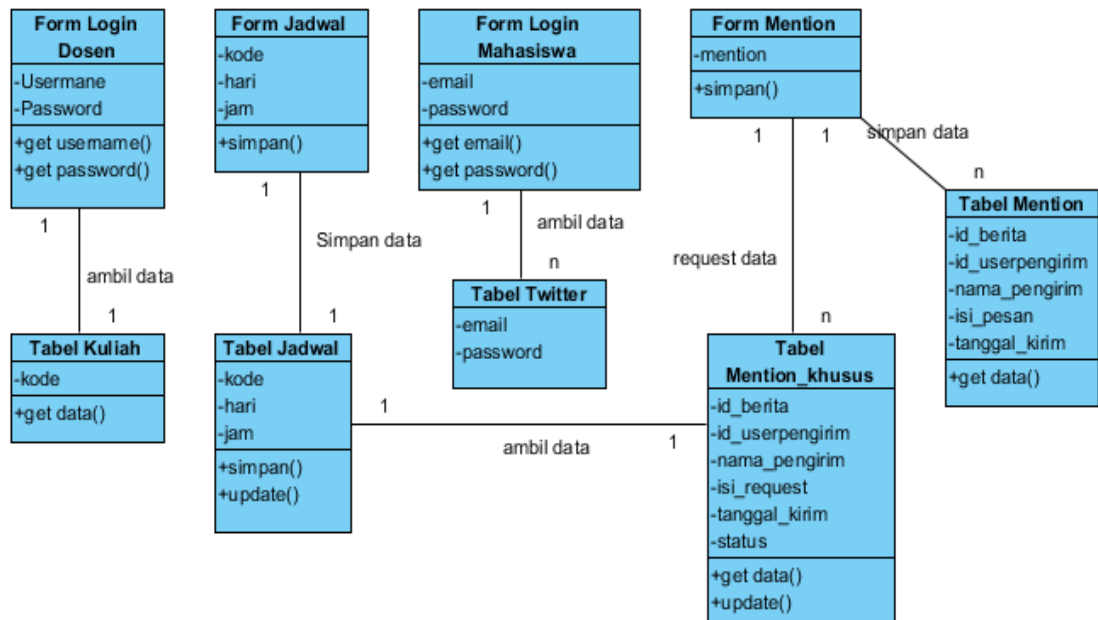 Form Login
Dosen
-Usermane
-Password
+get username()
+get password()
1
ambil data
1
Tabel Kuliah
-kode
+get data()
Form Jadwal
-kode
-hari
-jam
+simpan()
1
Simpan data
1
Tabel Jadwal
-kode
-hari
-jam
+simpan()
+update()
Form Login
Mahasiswa
-email
-password
+get email()
+get password()
1
ambil data
n
Tabel Twitter
-email
-password
1
ambil data
1
Form Mention
-mention
+simpan()
1
1
simpan data
n
request data
n
Tabel
Mention_khusus
-id_berita
-id_userpengirim
-nama_pengirim
-isi_request
-tanggal_kirim
-status
+get data()
+update()
Tabel Mention
-id_berita
-id_userpengirim
-nama_pengirim
-isi_pesan
-tanggal_kirim
+get data()